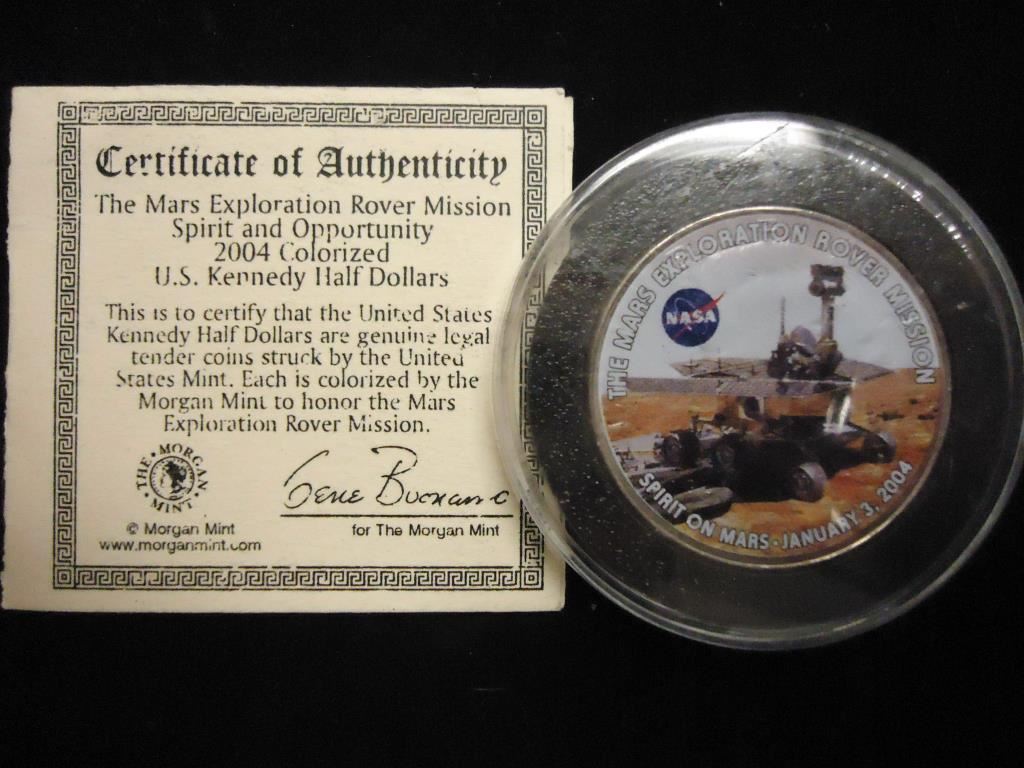 Certificate of Authenticity
The Mars Exploration Rover Mission
Spirit and Opportunity
2004 Colorized
U.S. Kennedy Half Dollars
This is to certify that the United States
Kennedy Half Dollars are genuine legal
tender coins struck by the United
States Mint. Each is colorized by the
Morgan Mint to honor the Mars
Exploration Rover Mission.
THE MORGAN MINT
Gene
for The Morgan Mint
© Morgan Mint
www.morganmint.com
THE MARS EXPLORATION ROVER MISSION
NASA
SPIRIT ON MARS - JANUARY 3, 2004